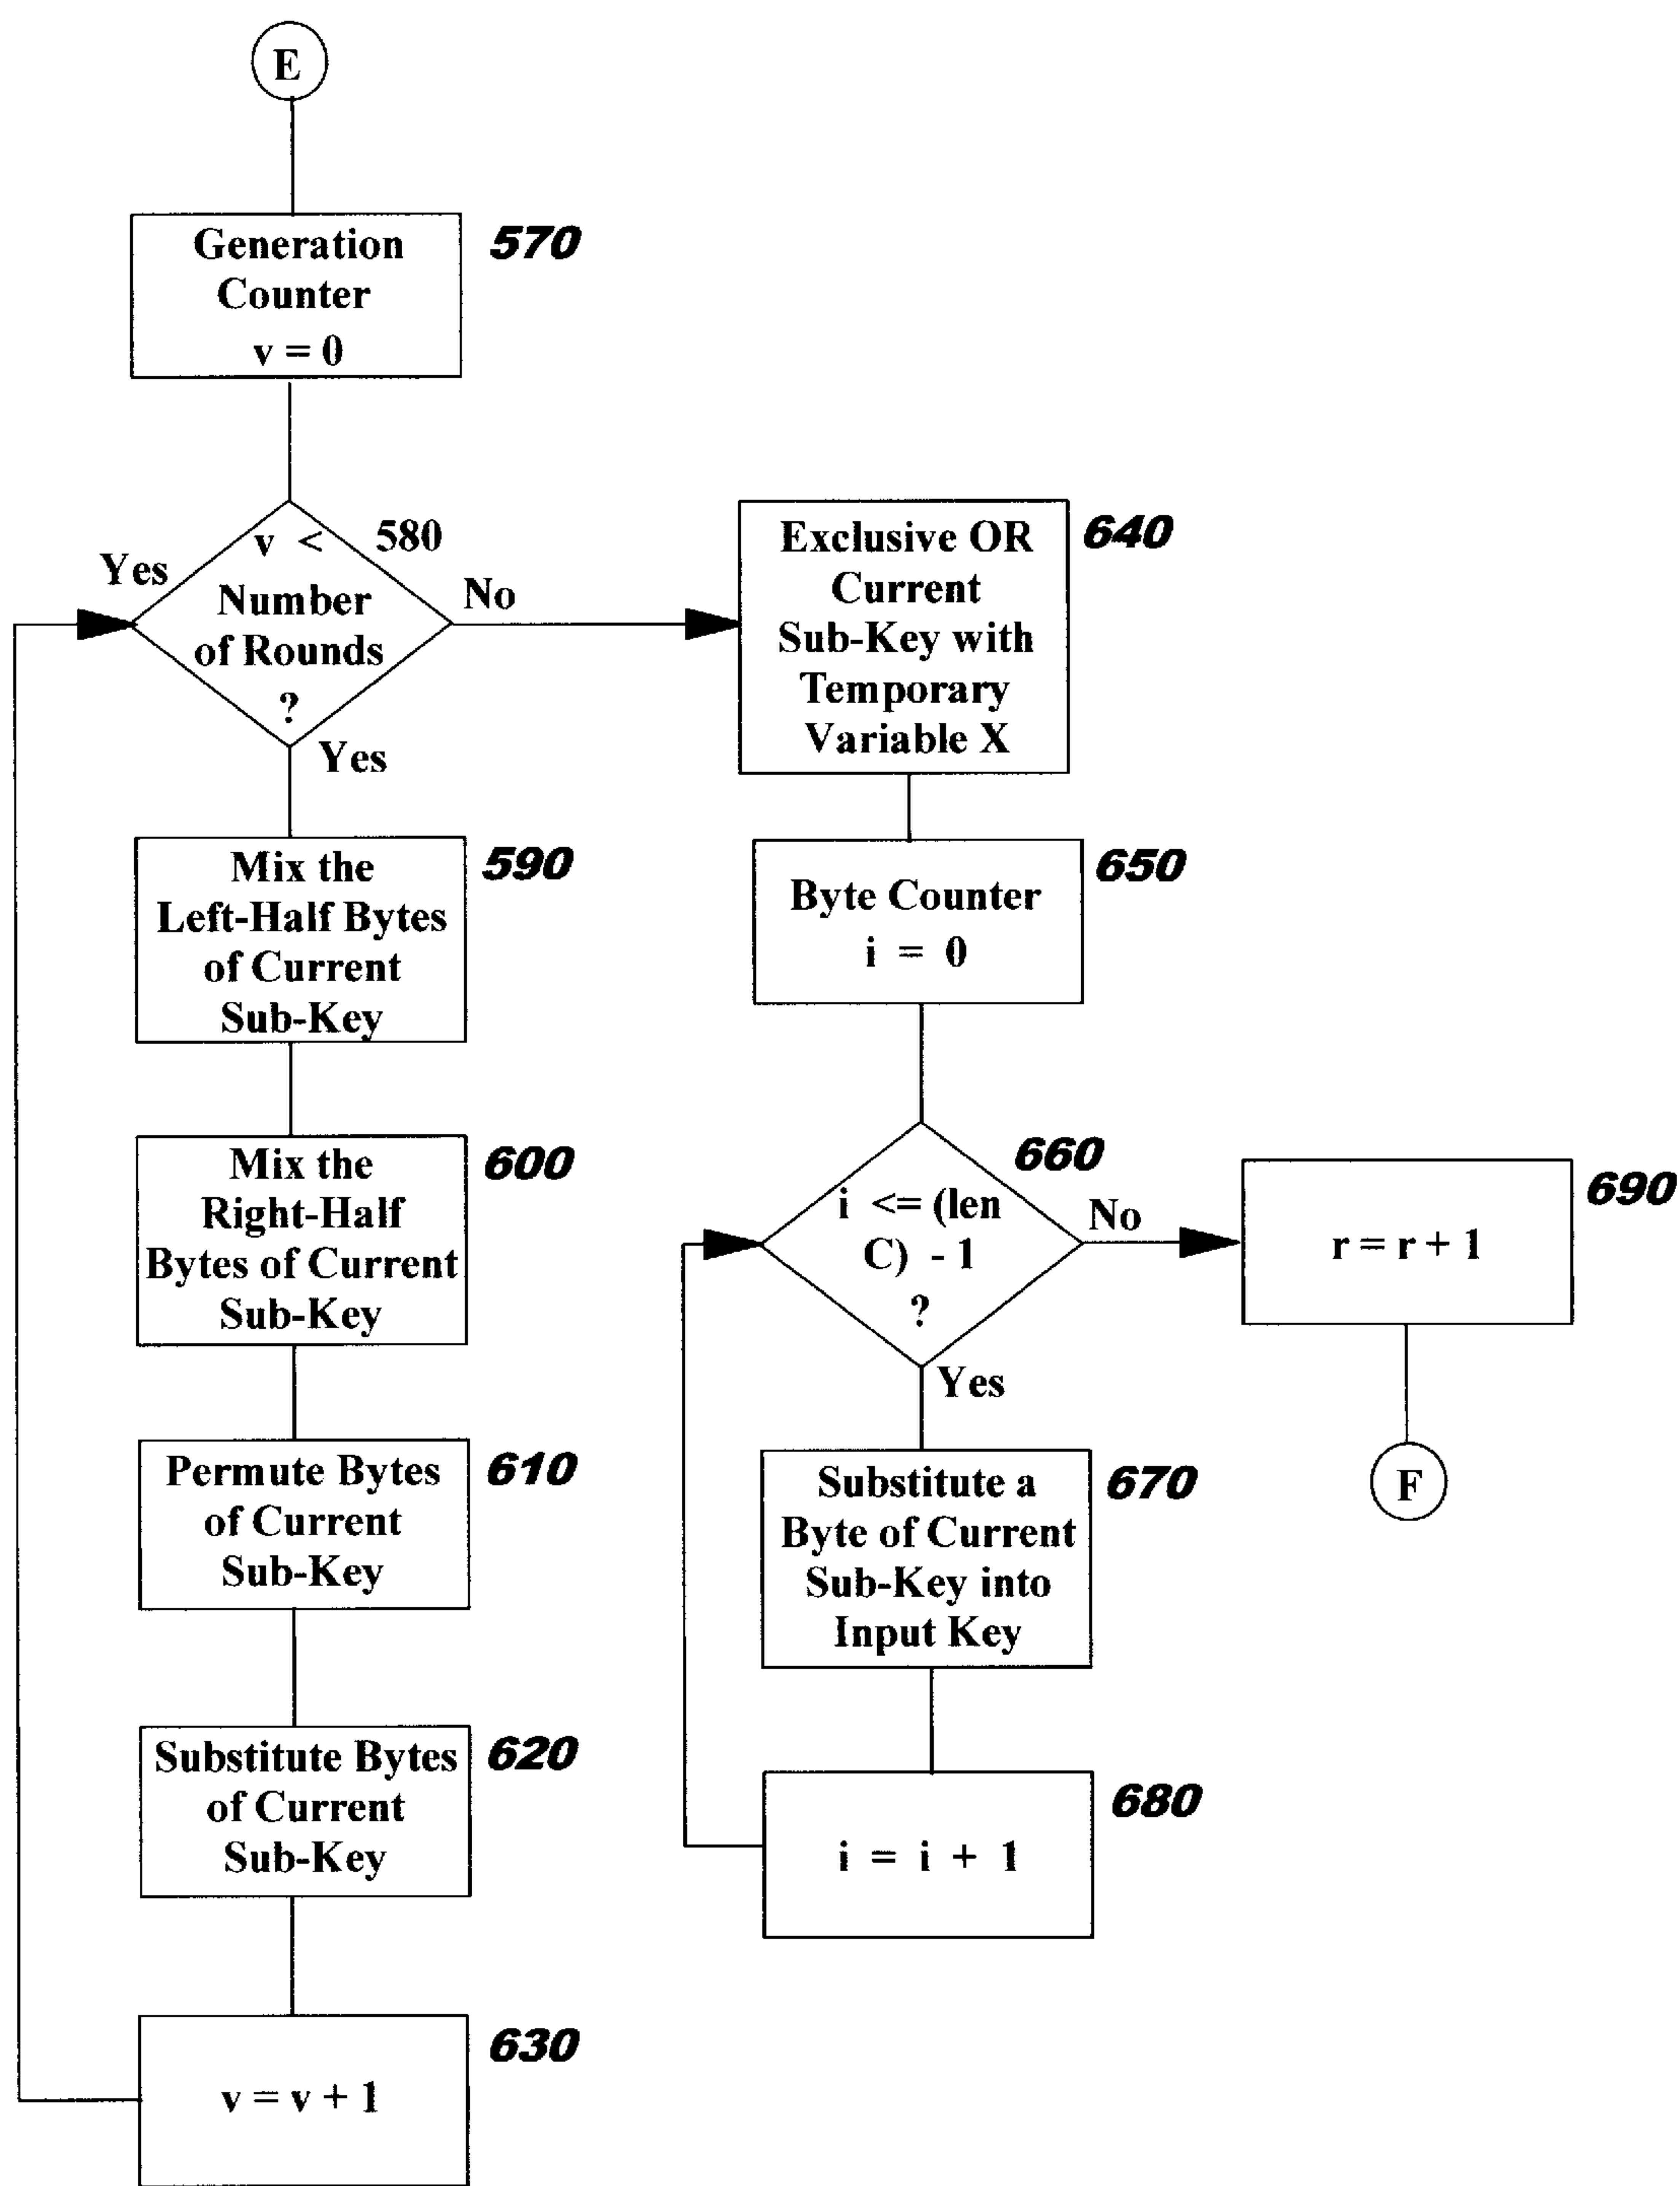 E
Generation
Counter
v = 0
570
v <
Number
of Rounds
?
580
Yes
No
Yes
Mix the
Left-Half Bytes
of Current
Sub-Key
590
Mix the
Right-Half
Bytes of Current
Sub-Key
600
Permute Bytes
of Current
Sub-Key
610
Substitute Bytes
of Current
Sub-Key
620
v = v + 1
630
Exclusive OR
Current
Sub-Key with
Temporary
Variable X
640
Byte Counter
i = 0
650
i <= (len
C) - 1
?
660
No
Yes
Substitute a
Byte of Current
Sub-Key into
Input Key
670
i = i + 1
680
r = r + 1
690
F